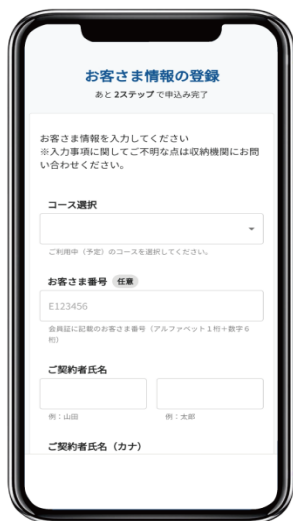 お客さま情報の登録
あと 2ステップ で申込み完了
お客さま情報を入力してください
※入力事項に関してご不明な点は収納機関にお問
い合わせください。
コース選択
ご利用中（予定）のコースを選択してください。
お客さま番号 任意
E123456
会員証に記載のお客さま番号（アルファベット１桁＋数字６
桁）
ご契約者氏名
例：山田 例：太郎
ご契約者氏名（カナ）